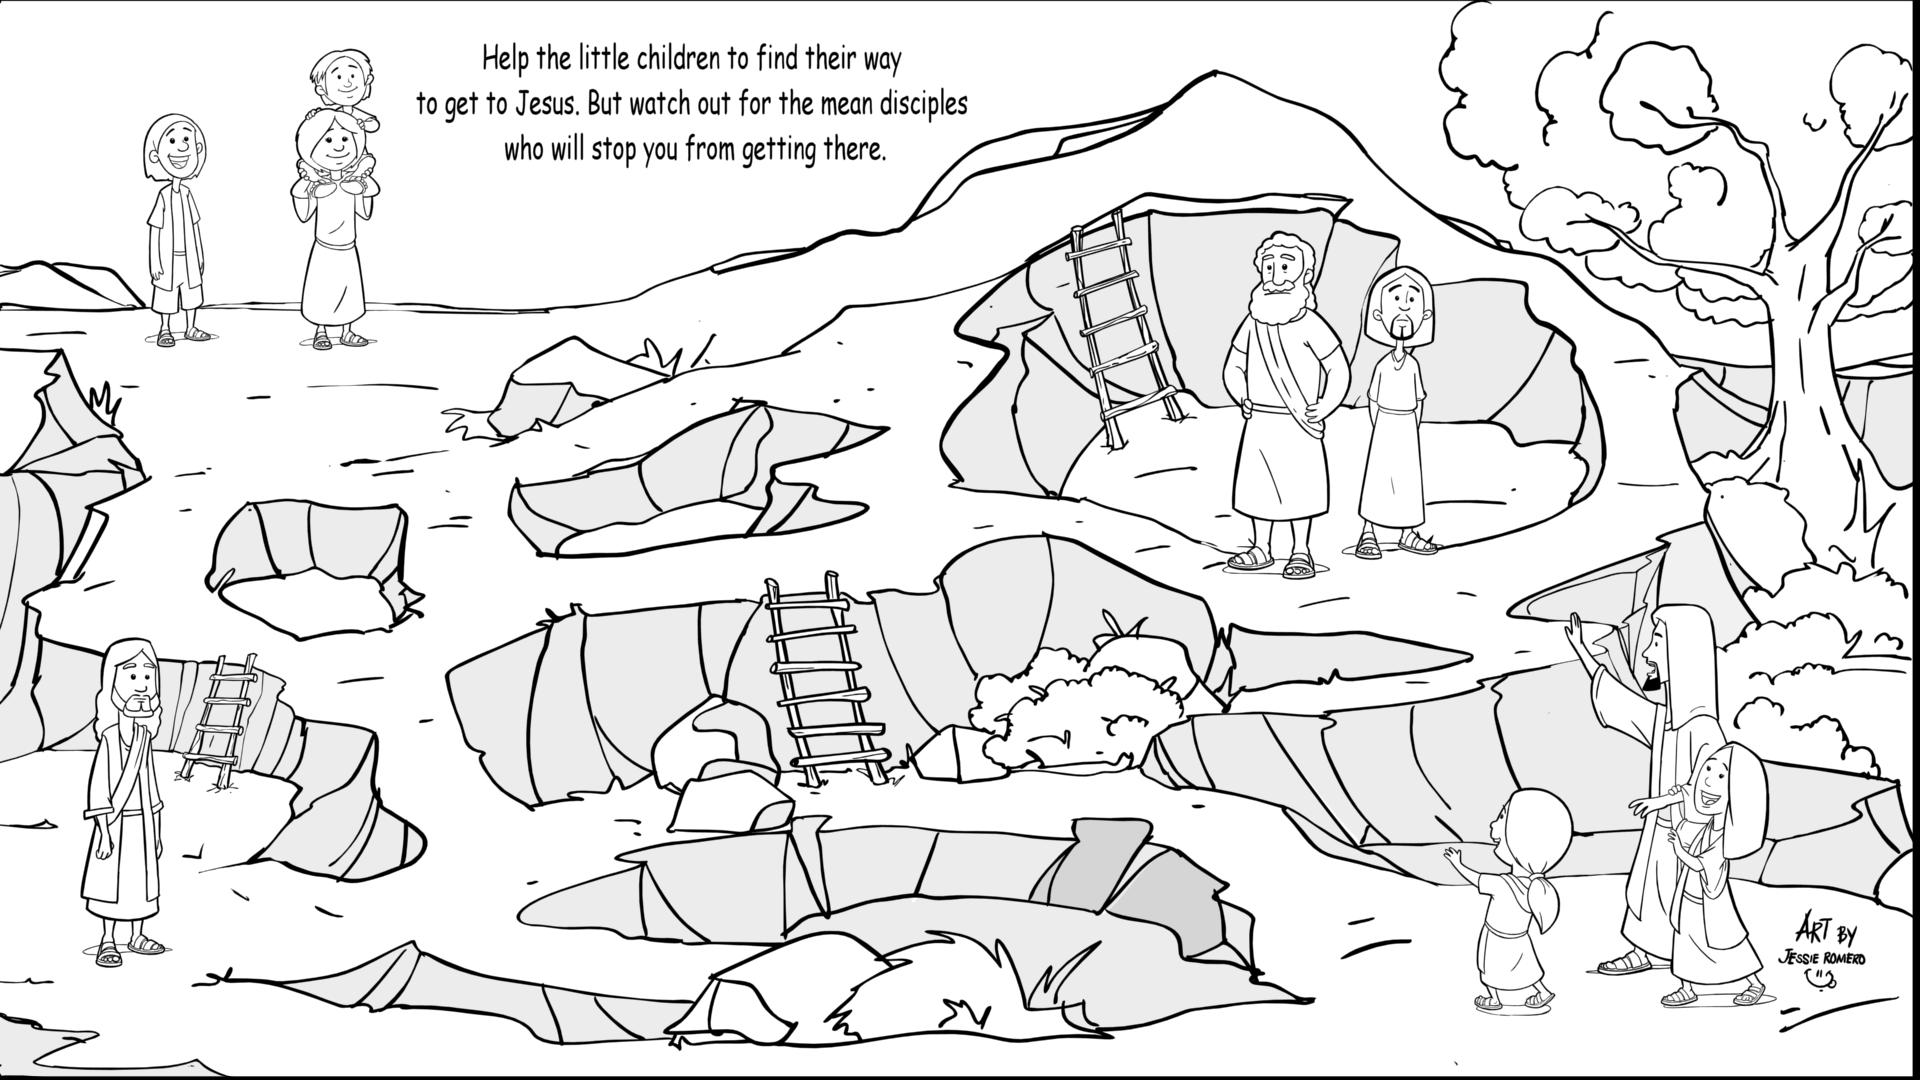 Help the little children to find their way
to get to Jesus. But watch out for the mean disciples
who will stop you from getting there.
ART BY
JESSIE ROMERO